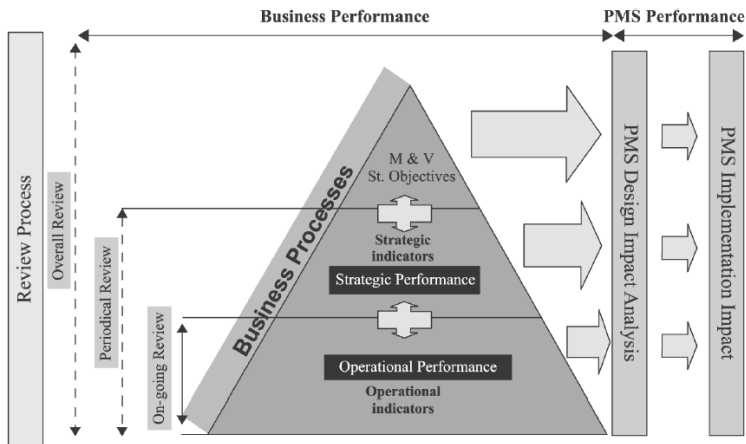 Business Performance
PMS Performance
Review Process
Overall Review
Periodical Review
On-going Review
Business Processes
M & V
St. Objectives
Strategic
indicators
Strategic Performance
Operational Performance
Operational
indicators
PMS Design Impact Analysis
PMS Implementation Impact